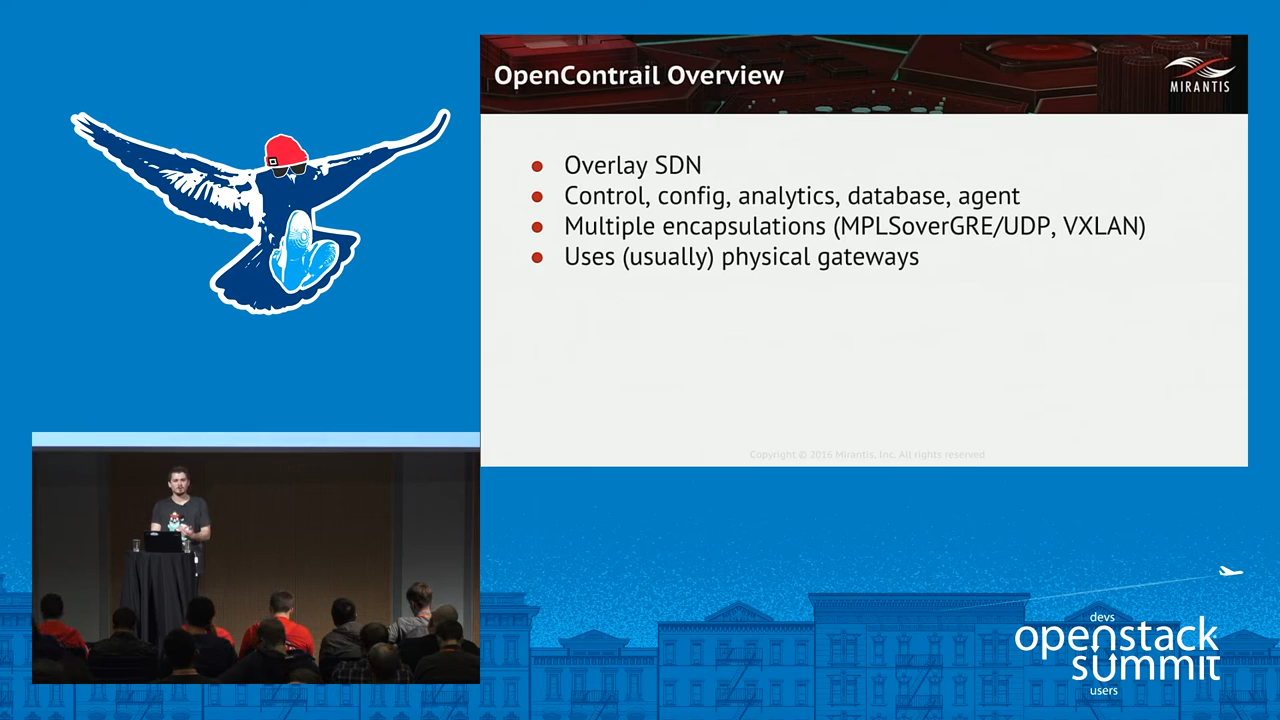 OpenContrail Overview
MIRANTIS
Overlay SDN
Control, config, analytics, database, agent
Multiple encapsulations (MPLSoverGRE/UDP, VXLAN)
Uses (usually) physical gateways
Copyright © 2016 Mirantis, Inc. All rights reserved
devs
openstack
summit
users